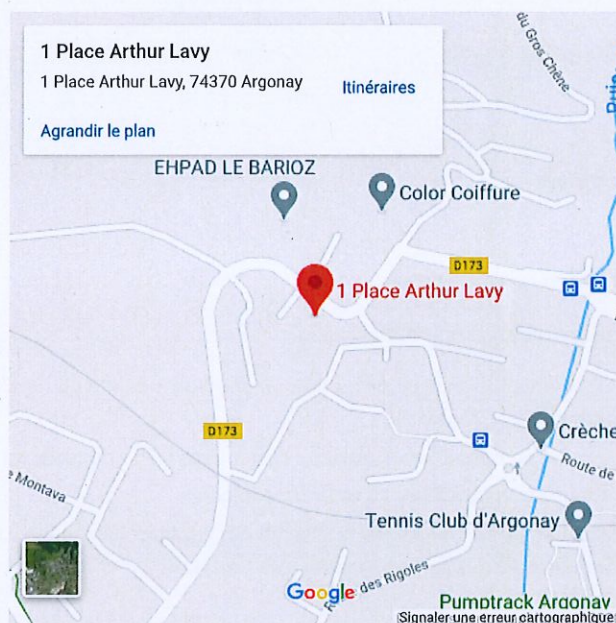 1 Place Arthur Lavy
1 Place Arthur Lavy, 74370 Argonay
Itinéraires
Agrandir le plan
du Gros Chêne
EHPAD LE BARIOZ
Color Coiffure
D173
1 Place Arthur Lavy
D173
Crèche
Route de
Montava
Tennis Club d'Argonay
des Rigoles
Google
Pumptrack Argonay
Signaler une erreur cartographique